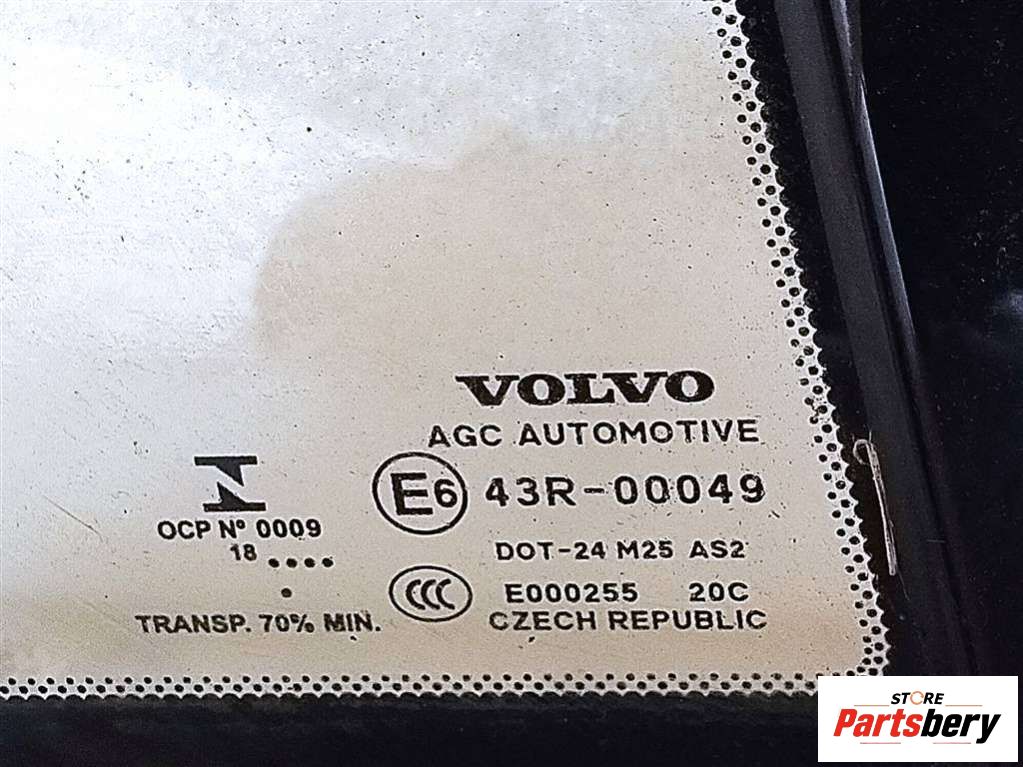 VOLVO
AGC AUTOMOTIVE
E6 43R-00049
OCP Nº 0009
18
DOT-24 M25 AS2
CCC E000255 20C
TRANSP. 70% MIN.
CZECH REPUBLIC
STORE
Partsbery